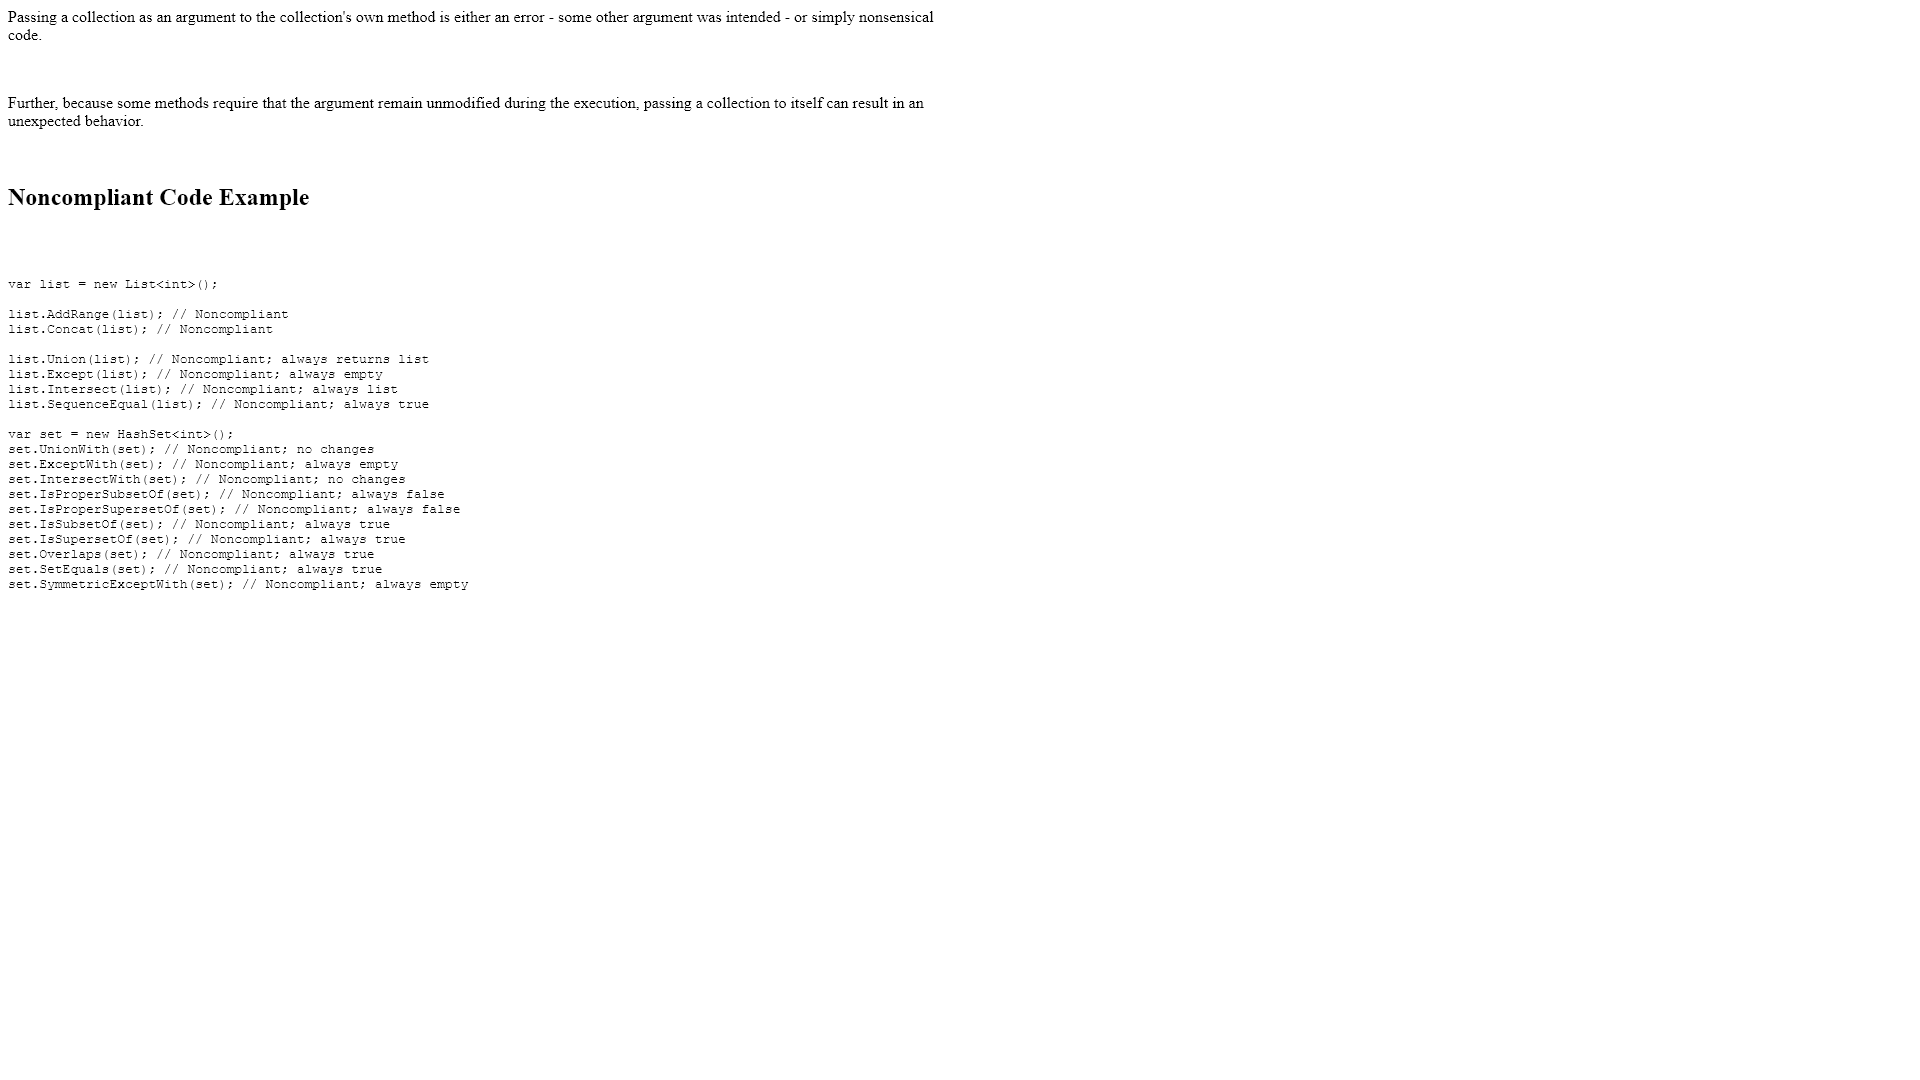 Passing a collection as an argument to the collection's own method is either an error - some other argument was intended - or simply nonsensical
code.
Further, because some methods require that the argument remain unmodified during the execution, passing a collection to itself can result in an
unexpected behavior.
Noncompliant Code Example
var list = new List<int>();
list.AddRange(list); // Noncompliant
list.Concat(list); // Noncompliant
list.Union(list); // Noncompliant; always returns list
list.Except(list); // Noncompliant; always empty
list.Intersect(list); // Noncompliant; always list
list.SequenceEqual(list); // Noncompliant; always true
var set = new HashSet<int>();
set.UnionWith(set); // Noncompliant; no changes
set.ExceptWith(set); // Noncompliant; always empty
set.IntersectWith(set); // Noncompliant; no changes
set.IsProperSubsetOf(set); // Noncompliant; always false
set.IsProperSupersetOf(set); // Noncompliant; always false
set.IsSubsetOf(set); // Noncompliant; always true
set.IsSupersetOf(set); // Noncompliant; always true
set.Overlaps(set); // Noncompliant; always true
set.SetEquals(set); // Noncompliant; always true
set.SymmetricExceptWith(set); // Noncompliant; always empty